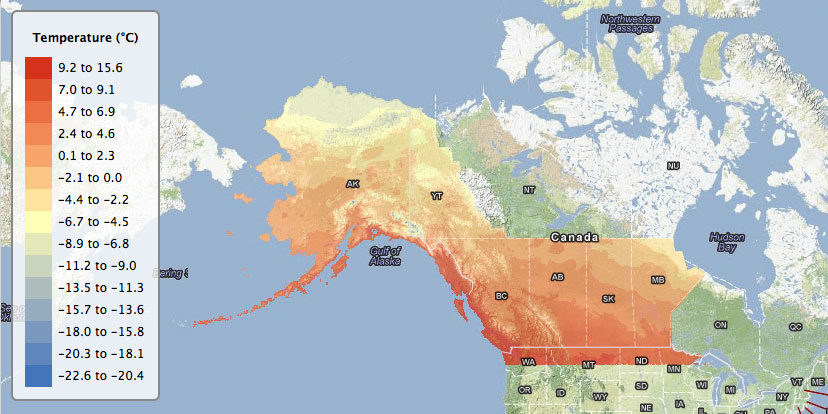 Temperature (°C)
9.2 to 15.6
7.0 to 9.1
4.7 to 6.9
2.4 to 4.6
0.1 to 2.3
−2.1 to 0.0
−4.4 to −2.2
−6.7 to −4.5
−8.9 to −6.8
−11.2 to −9.0
−13.5 to −11.3
−15.7 to −13.6
−18.0 to −15.8
−20.3 to −18.1
−22.6 to −20.4
Northwestern
Passages
NU
AK
YT
NT
Canada
Hudson
Bay
Gulf of
Alaska
ering
AB
MB
BC
SK
ON
QC
WA
MT
ND
MN
OR
ID
WY
SD
WI
MI
VT
ME
NY
NE
IA